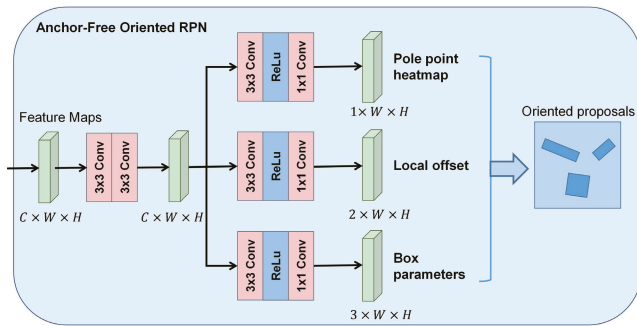 Anchor-Free Oriented RPN
Feature Maps
C × W × H
3x3 Conv
3x3 Conv
C × W × H
3x3 Conv
ReLu
1x1 Conv
Pole point
heatmap
1 × W × H
3x3 Conv
ReLu
1x1 Conv
Local offset
2 × W × H
3x3 Conv
ReLu
1x1 Conv
Box
parameters
3 × W × H
Oriented proposals